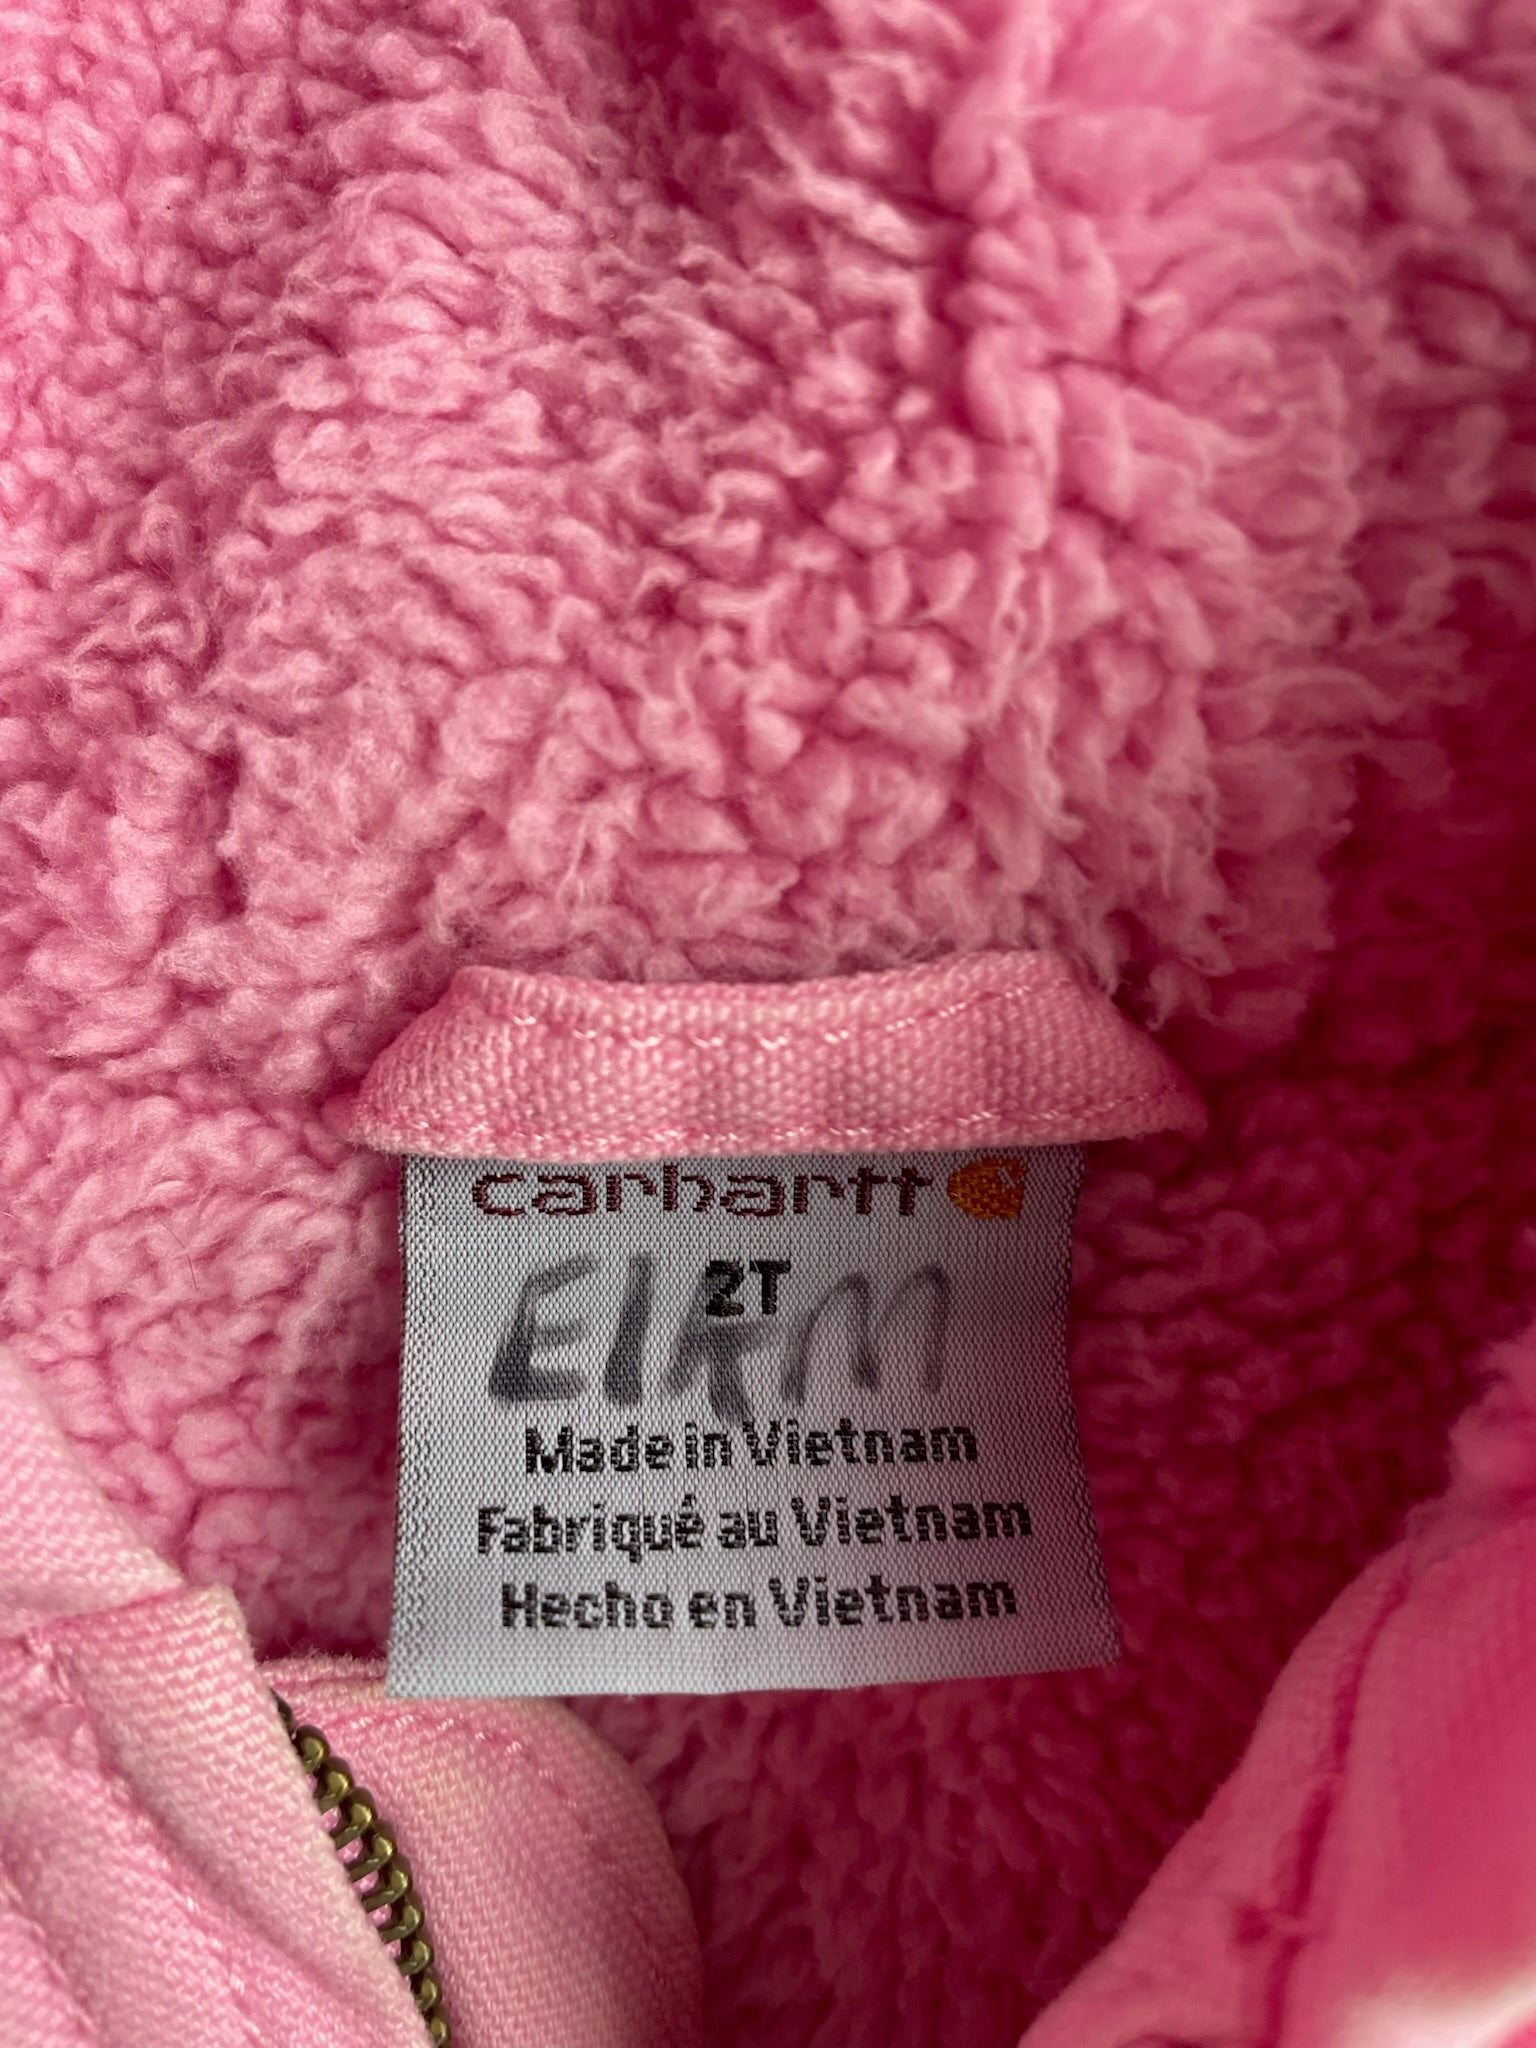 carhartt
2T
Made in Vietnam
Fabriqué au Vietnam
Hecho en Vietnam